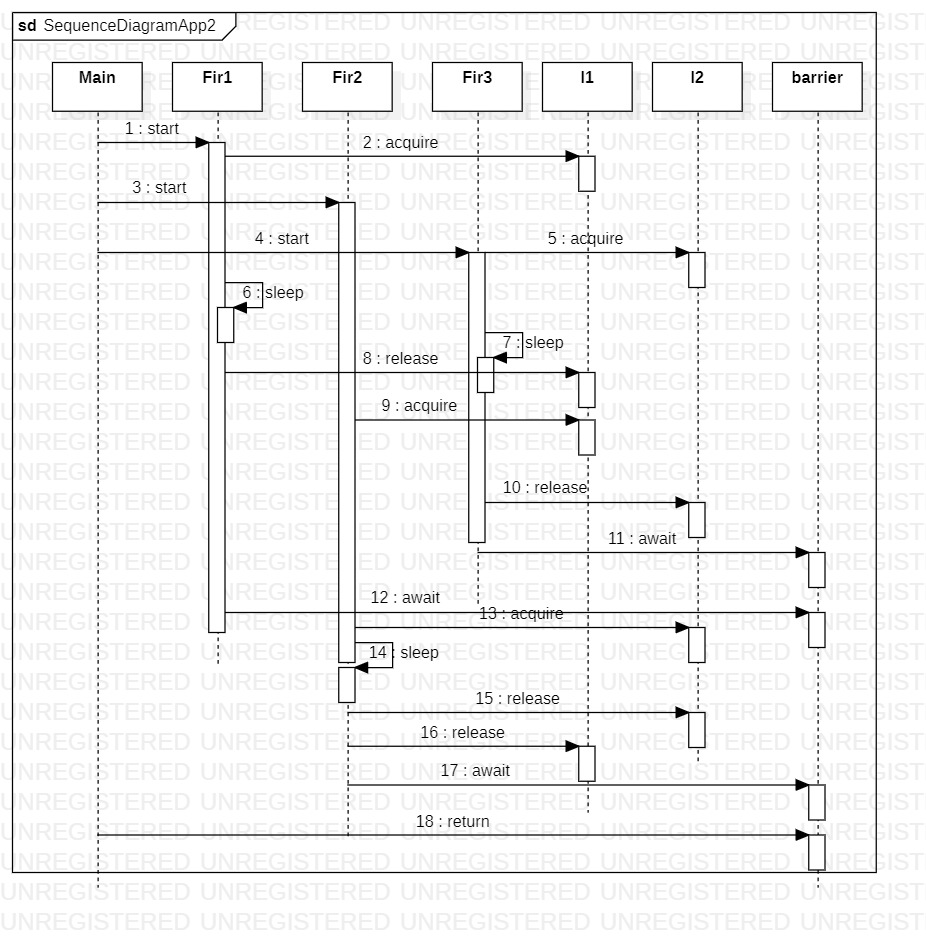 sd SequenceDiagramApp2
Main Fir1 Fir2 Fir3 l1 l2 barrier
1 : start
2 : acquire
3 : start
4 : start
5 : acquire
6 : sleep
7 : sleep
8 : release
9 : acquire
10 : release
11 : await
12 : await
13 : acquire
14 : sleep
15 : release
16 : release
17 : await
18 : return
UNREGISTERED UNREGISTERED UNREGISTERED UNREGISTERED UNREGIST